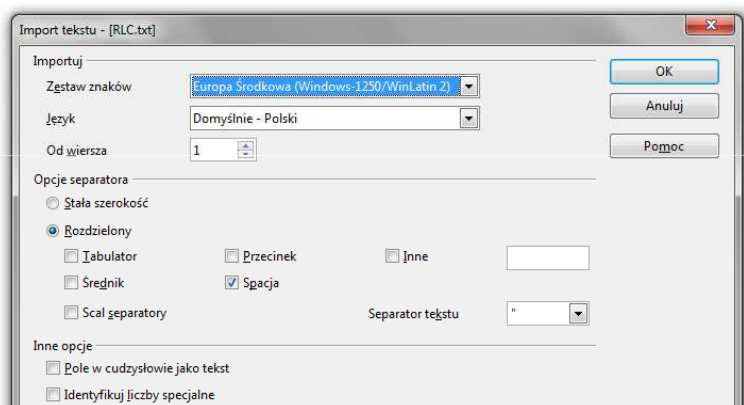 Import tekstu - [RLC.txt]
Importuj
Zestaw znaków
Europa Środkowa (Windows-1250/WinLatin 2)
OK
Język
Domyślnie - Polski
Anuluj
Od wiersza
1
Pomoc
Opcje separatora
Stała szerokość
Rozdzielony
Tabulator
Przecinek
Inne
Średnik
Spacja
Scal separatory
Separator tekstu
"
Inne opcje
Pole w cudzysłowie jako tekst
Identyfikuj liczby specjalne